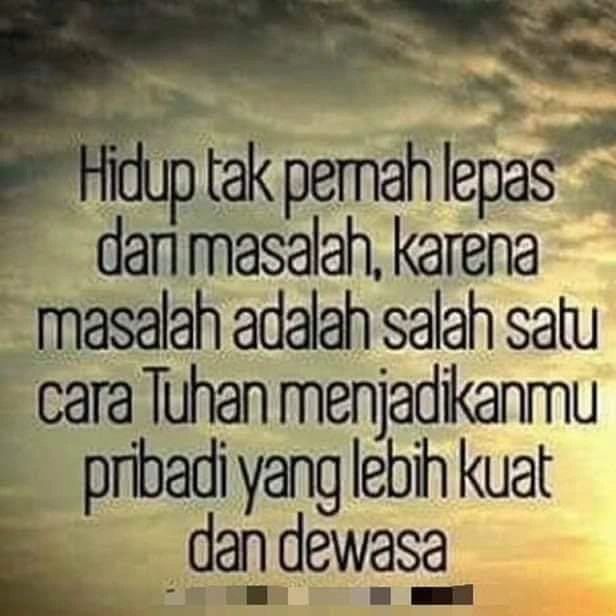 Hidup tak pernah lepas
dari masalah, karena
masalah adalah salah satu
cara Tuhan menjadikanmu
pribadi yang lebih kuat
dan dewasa